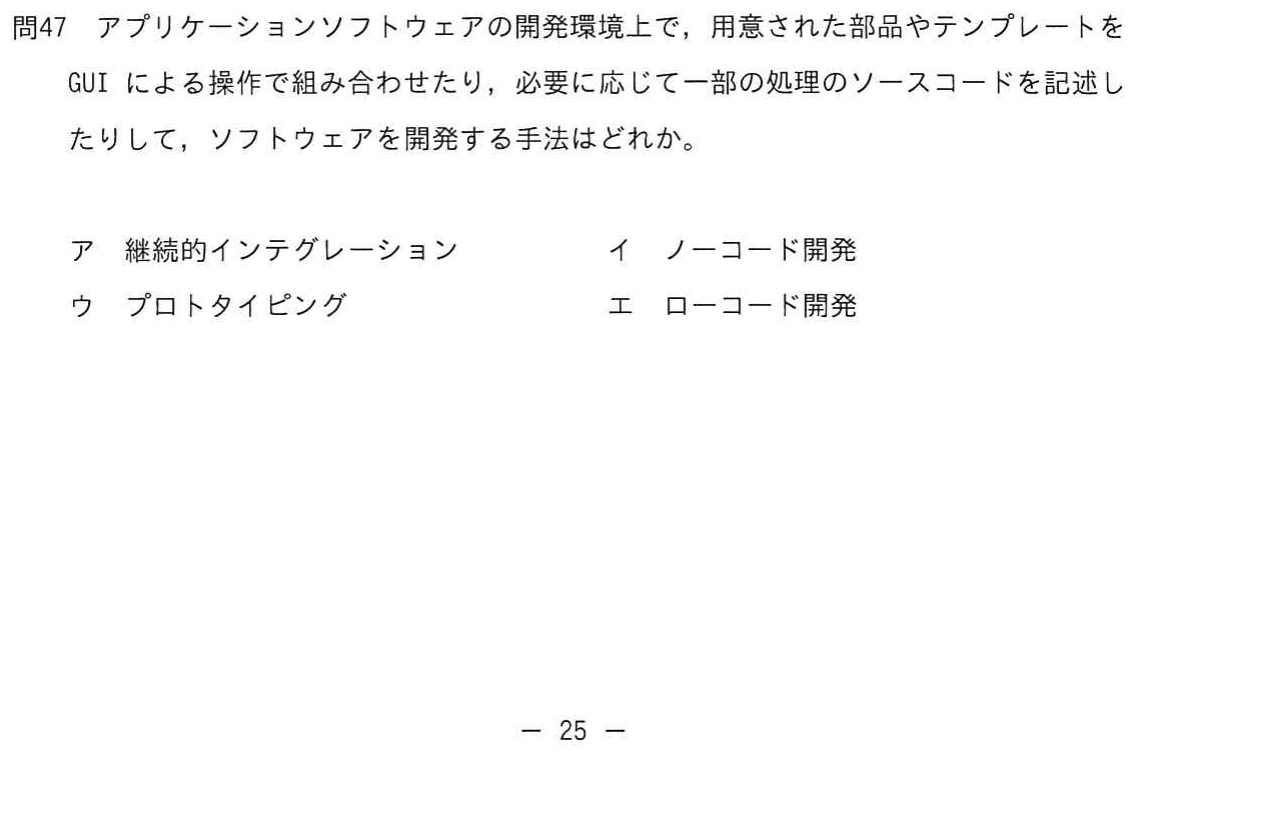 問47 アプリケーションソフトウェアの開発環境上で，用意された部品やテンプレートを
GUI による操作で組み合わせたり，必要に応じて一部の処理のソースコードを記述し
たりして，ソフトウェアを開発する手法はどれか。
ア 継続的インテグレーション イ ノーコード開発
ウ プロトタイピング エ ローコード開発
－ 25 －